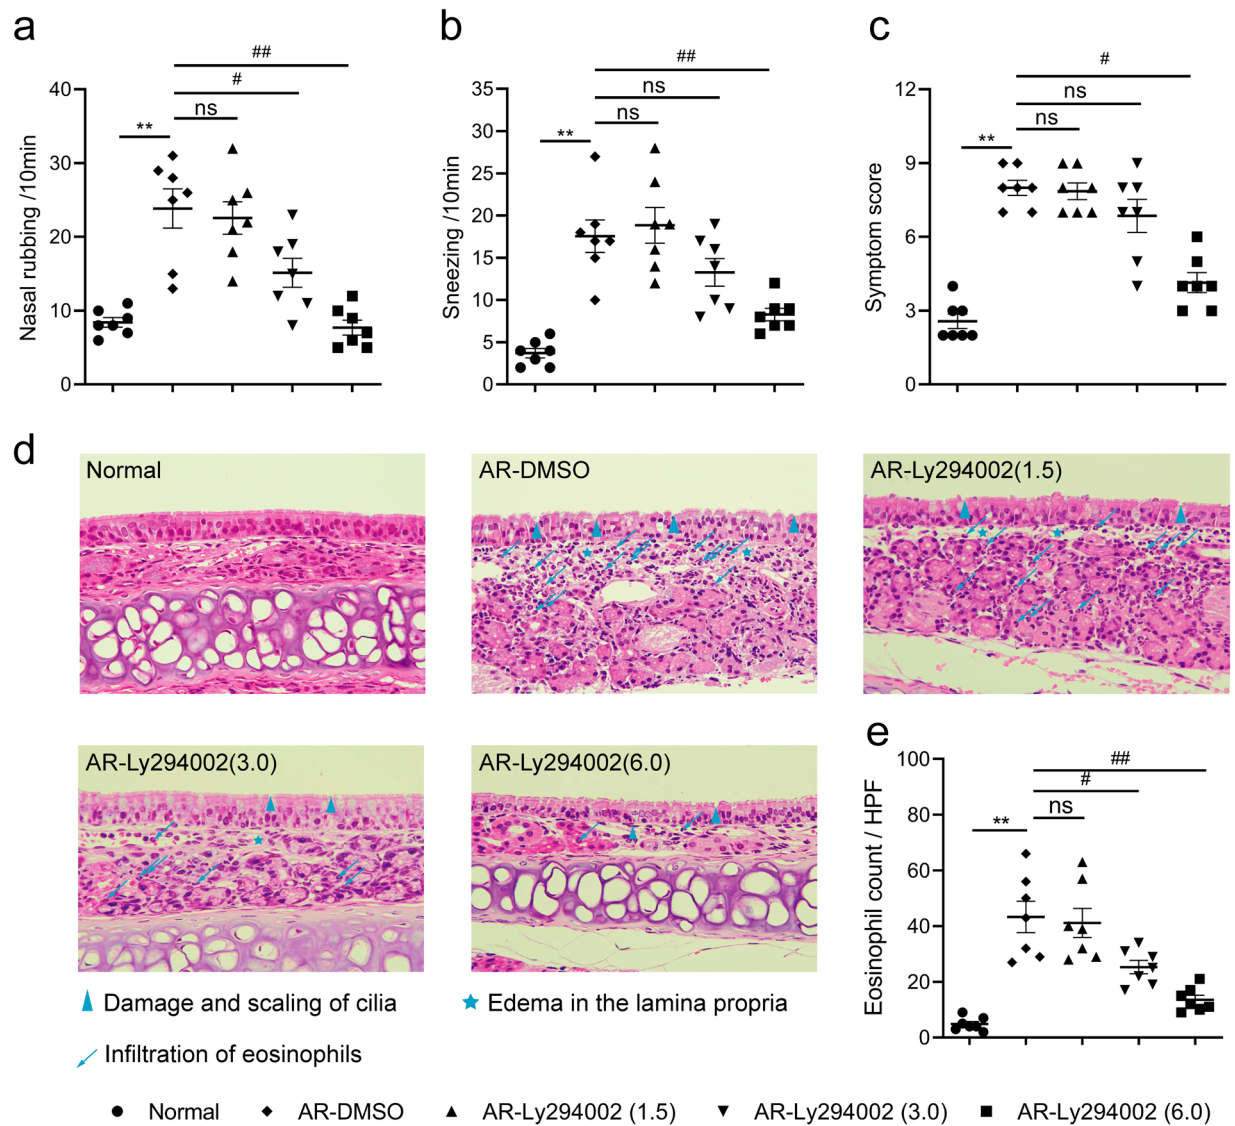 a
##
#
ns
**
Nasal rubbing /10min
40
30
20
10
0
b
##
ns
ns
**
Sneezing /10min
35
30
25
20
15
10
5
0
c
#
ns
ns
**
Symptom score
12
9
6
3
0
d
Normal
AR-DMSO
AR-Ly294002(1.5)
AR-Ly294002(3.0)
AR-Ly294002(6.0)
Damage and scaling of cilia
Edema in the lamina propria
Infiltration of eosinophils
e
##
#
ns
**
Eosinophil count / HPF
100
80
60
40
20
0
Normal
AR-DMSO
AR-Ly294002 (1.5)
AR-Ly294002 (3.0)
AR-Ly294002 (6.0)